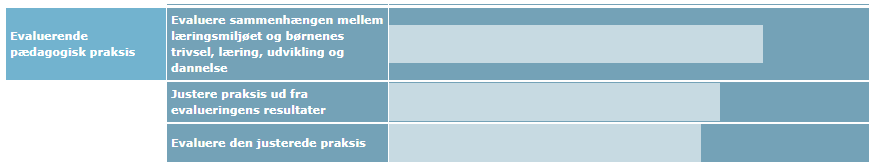 Evaluerende
pædagogisk praksis
Evaluere sammenhængen mellem
læringsmiljøet og børnenes
trivsel, læring, udvikling og
dannelse
Justere praksis ud fra
evalueringens resultater
Evaluere den justerede praksis